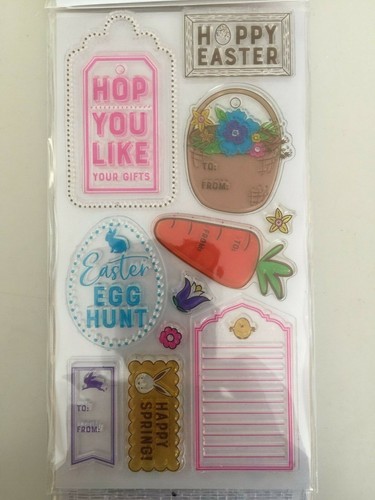 HOPPY
EASTER
HOP
YOU
LIKE
YOUR GIFTS
TO:
FROM:
TO:
FROM:
Easter
EGG
HUNT
TO:
FROM:
HAPPY
SPRING!